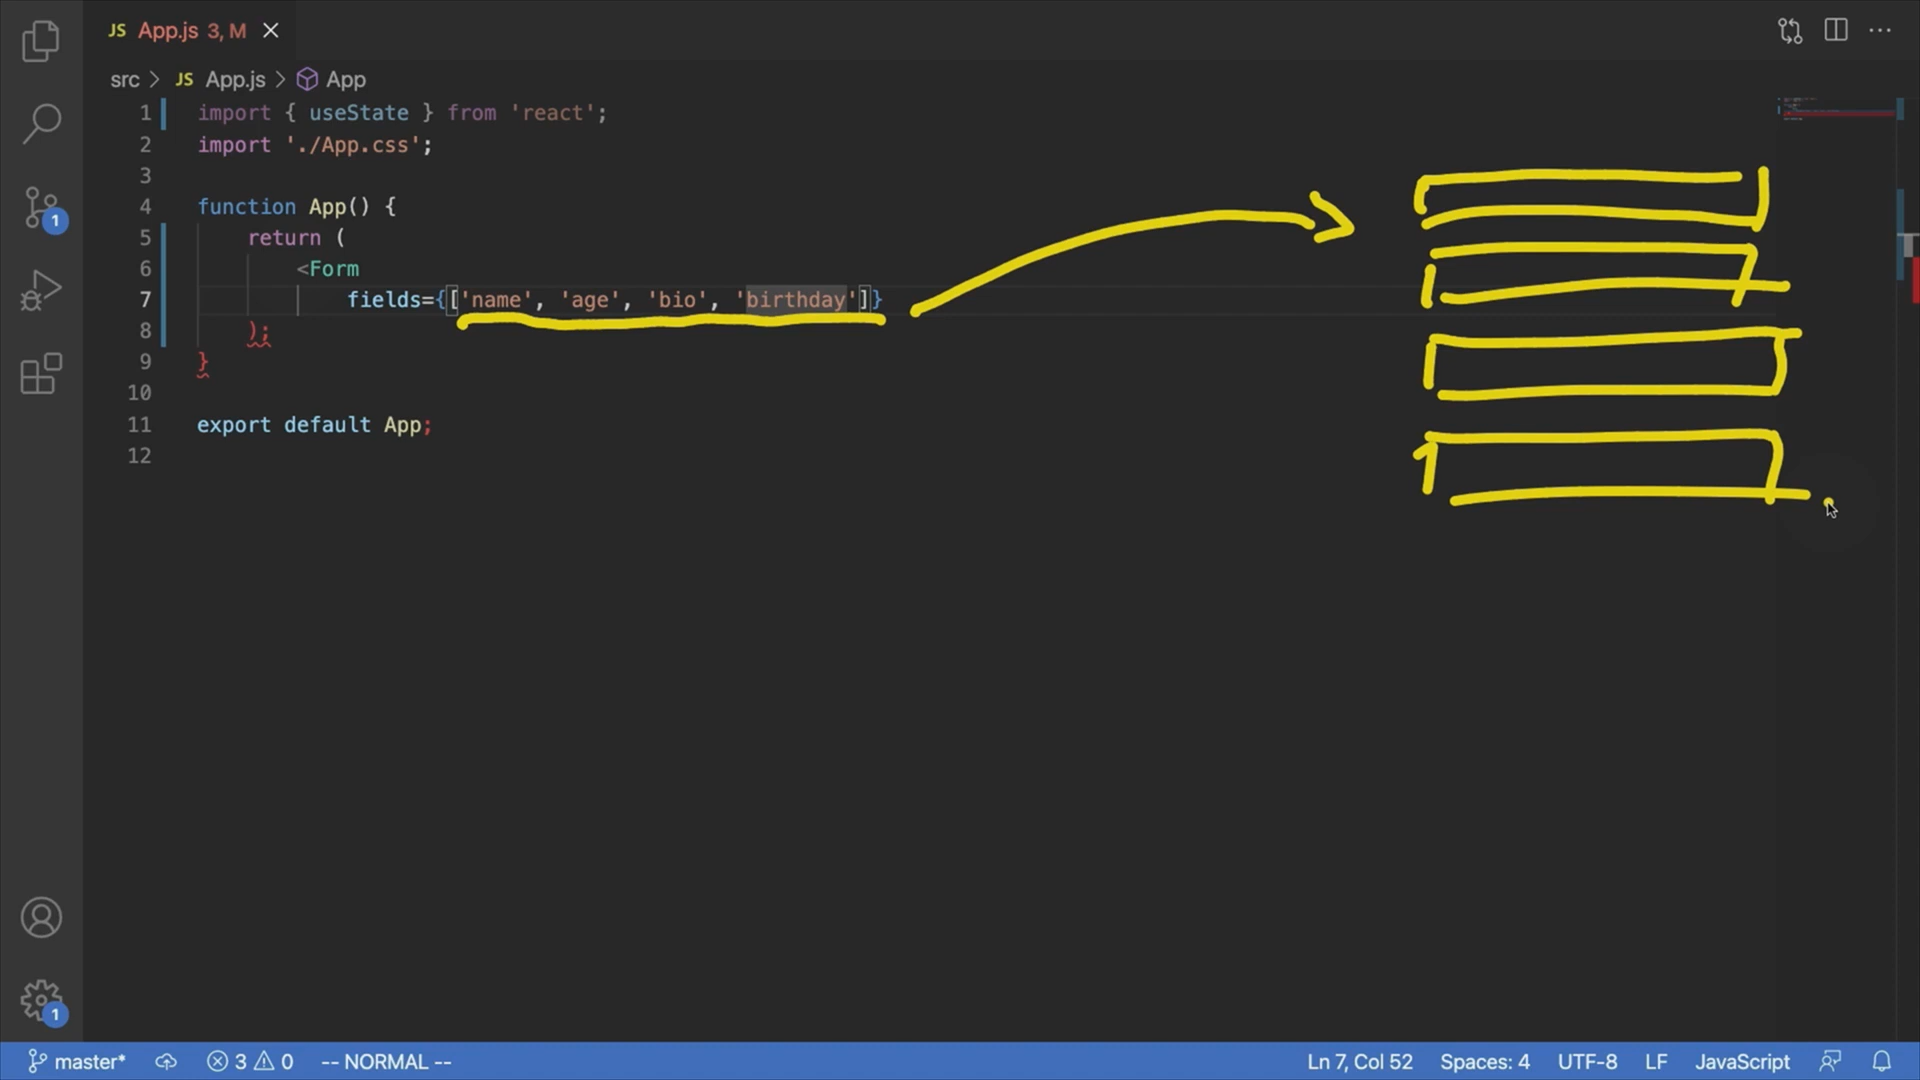 JS App.js 3, M
src > JS App.js > App
1 import { useState } from 'react';
2 import './App.css';
3
4 function App() {
5 return (
6 <Form
7 fields={['name', 'age', 'bio', 'birthday']}
8 );
9 }
10
11 export default App;
12
1
1
master* 3 0 -- NORMAL -- Ln 7, Col 52 Spaces: 4 UTF-8 LF JavaScript